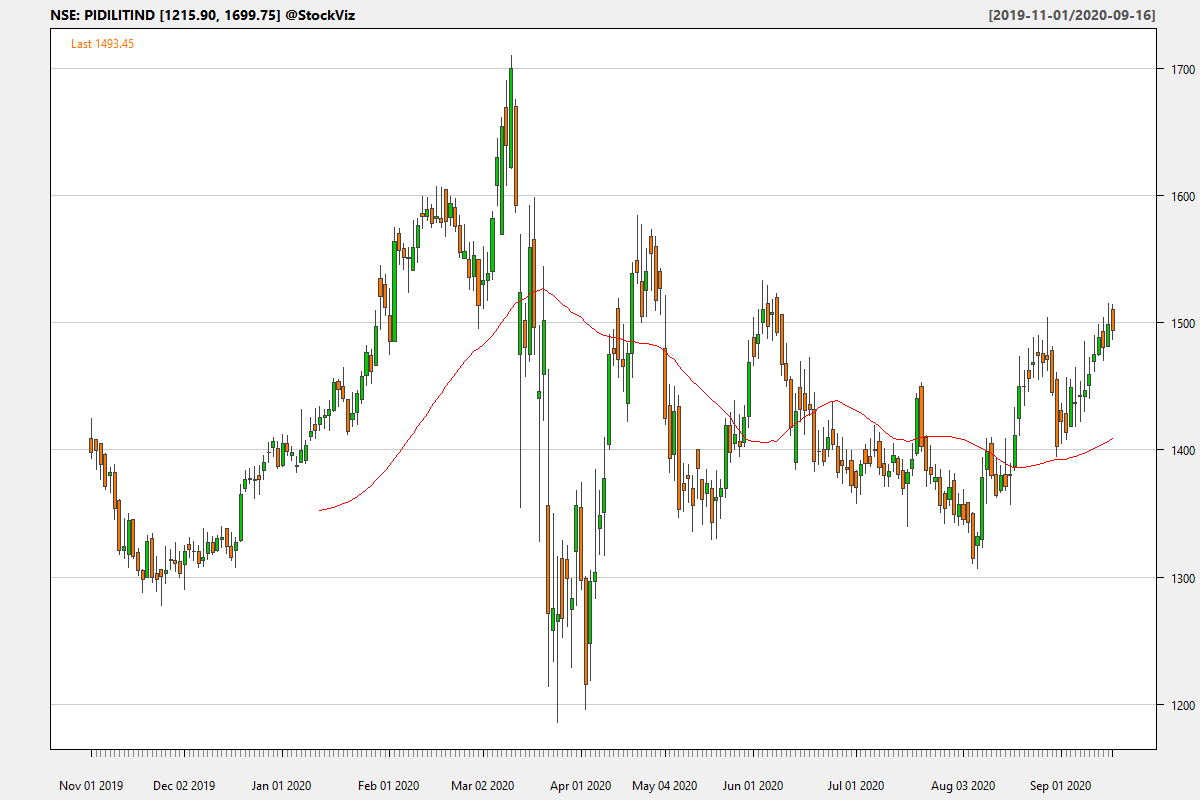 NSE: PIDILITIND [1215.90, 1699.75] @StockViz [2019-11-01/2020-09-16]
Last 1493.45
1700
1600
1500
1400
1300
1200
Nov 01 2019 Dec 02 2019 Jan 01 2020 Feb 01 2020 Mar 02 2020 Apr 01 2020 May 04 2020 Jun 01 2020 Jul 01 2020 Aug 03 2020 Sep 01 2020